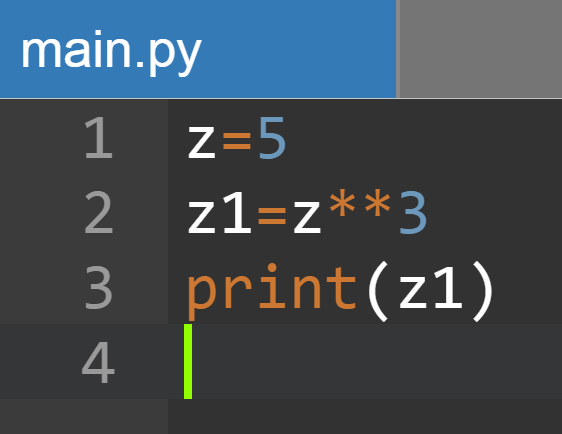 main.py
1 z=5
2 z1=z**3
3 print(z1)
4